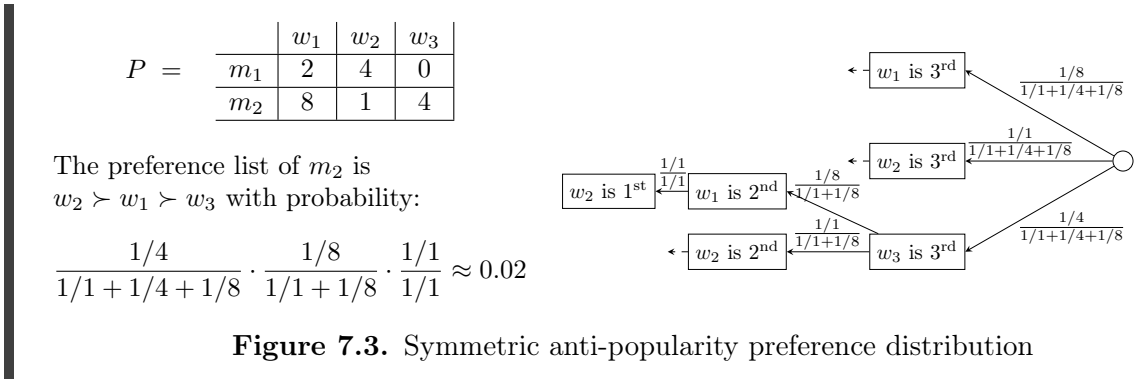 w₁ w₂ w₃
P = m₁ 2 4 0
m₂ 8 1 4
The preference list of m₂ is
w₂ ≻ w₁ ≻ w₃ with probability:
1/4 / (1/1 + 1/4 + 1/8) · 1/8 / (1/1 + 1/8) · 1/1 / 1/1 ≈ 0.02
w₁ is 3ʳᵈ
1/8 / 1/1+1/4+1/8
w₂ is 3ʳᵈ
1/1 / 1/1+1/4+1/8
w₂ is 1ˢᵗ
1/1 / 1/1
w₁ is 2ⁿᵈ
1/8 / 1/1+1/8
w₂ is 2ⁿᵈ
1/1 / 1/1+1/8
w₃ is 3ʳᵈ
1/4 / 1/1+1/4+1/8
Figure 7.3. Symmetric anti-popularity preference distribution